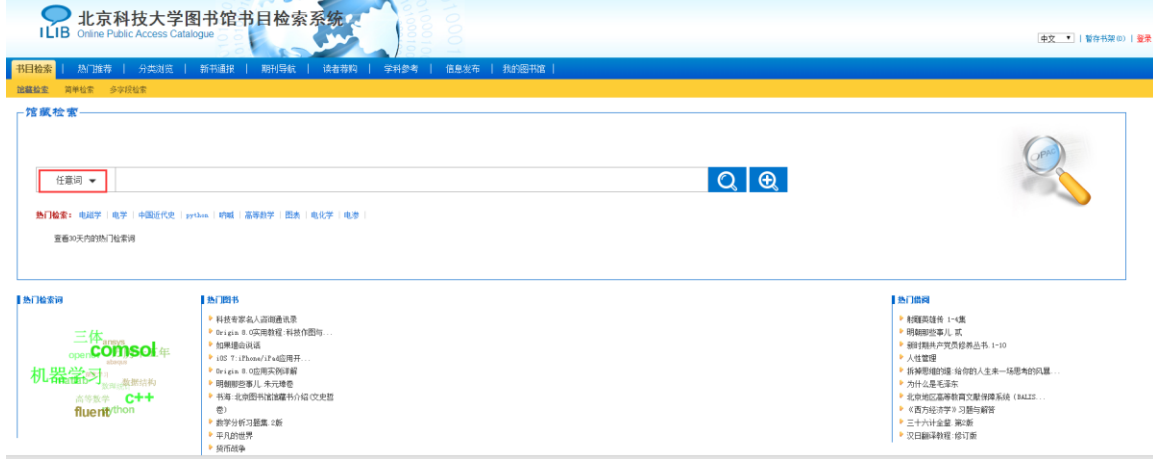 北京科技大学图书馆书目检索系统
ILIB Online Public Access Catalogue
中文 | 暂存书架(0) | 登录
书目检索 | 热门推荐 | 分类浏览 | 新书通报 | 期刊导航 | 读者荐购 | 学科参考 | 信息发布 | 我的图书馆 |
馆藏检索 简单检索 多字段检索
馆藏检索
OPAC
任意词
热门检索: 电磁学 | 电学 | 中国近代史 | python | 呐喊 | 高等数学 | 图表 | 电化学 | 电渗 |
查看30天内的热门检索词
热门检索词
三体
ansys
comsol
机器学习
数据结构
高等数学
C++
fluent
python
热门图书
科技专家名人咨询通讯录
Origin 8.0实用教程:科技作图与...
如果墙会说话
iOS 7:iPhone/iPad应用开...
Origin 8.0应用实例详解
明朝那些事儿.朱元璋卷
书海:北京图书馆馆藏书介绍(文史哲
卷)
数学分析习题集.2版
平凡的世界
货币战争
热门借阅
射雕英雄传 1-4集
明朝那些事儿.贰
新时期共产党员修养丛书.1-10
人性管理
拆掉思维的墙:给你的人生来一场思考的风暴...
为什么是毛泽东
北京地区高等教育文献保障系统 (BALIS...
《西方经济学》习题与解答
三十六计全鉴.第2版
汉日翻译教程:修订版